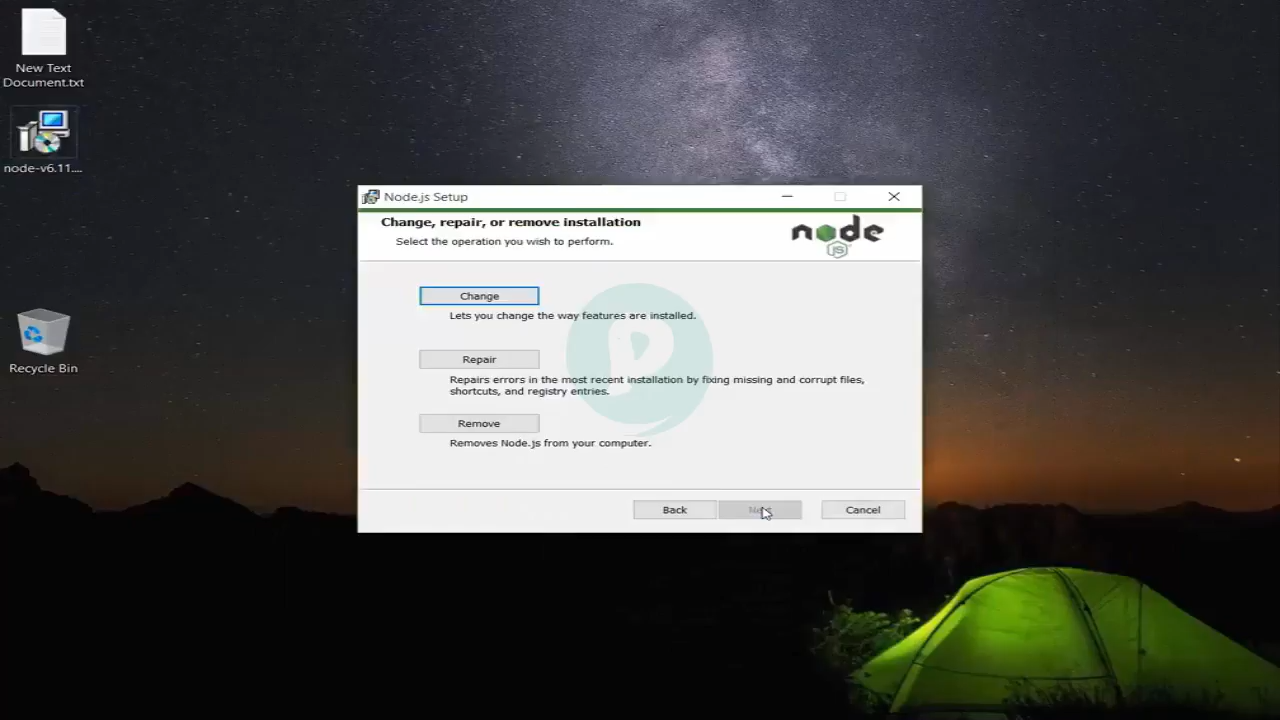 New Text
Document.txt
node-v6.11....
Recycle Bin
Node.js Setup
Change, repair, or remove installation
Select the operation you wish to perform.
node
JS
Change
Lets you change the way features are installed.
Repair
Repairs errors in the most recent installation by fixing missing and corrupt files,
shortcuts, and registry entries.
Remove
Removes Node.js from your computer.
Back
Next
Cancel